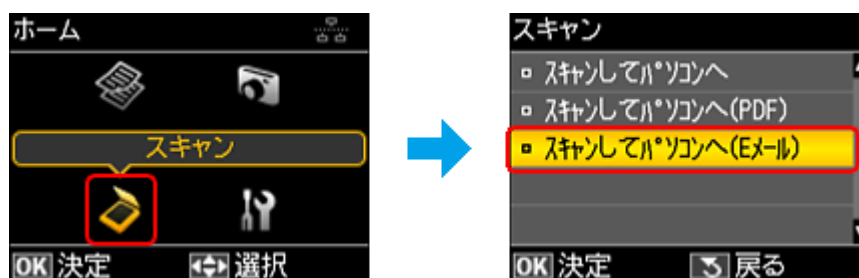 ホーム
スキャン
OK 決定 選択
スキャン
スキャンしてパソコンへ
スキャンしてパソコンへ(PDF)
スキャンしてパソコンへ(Eメール)
OK 決定 戻る